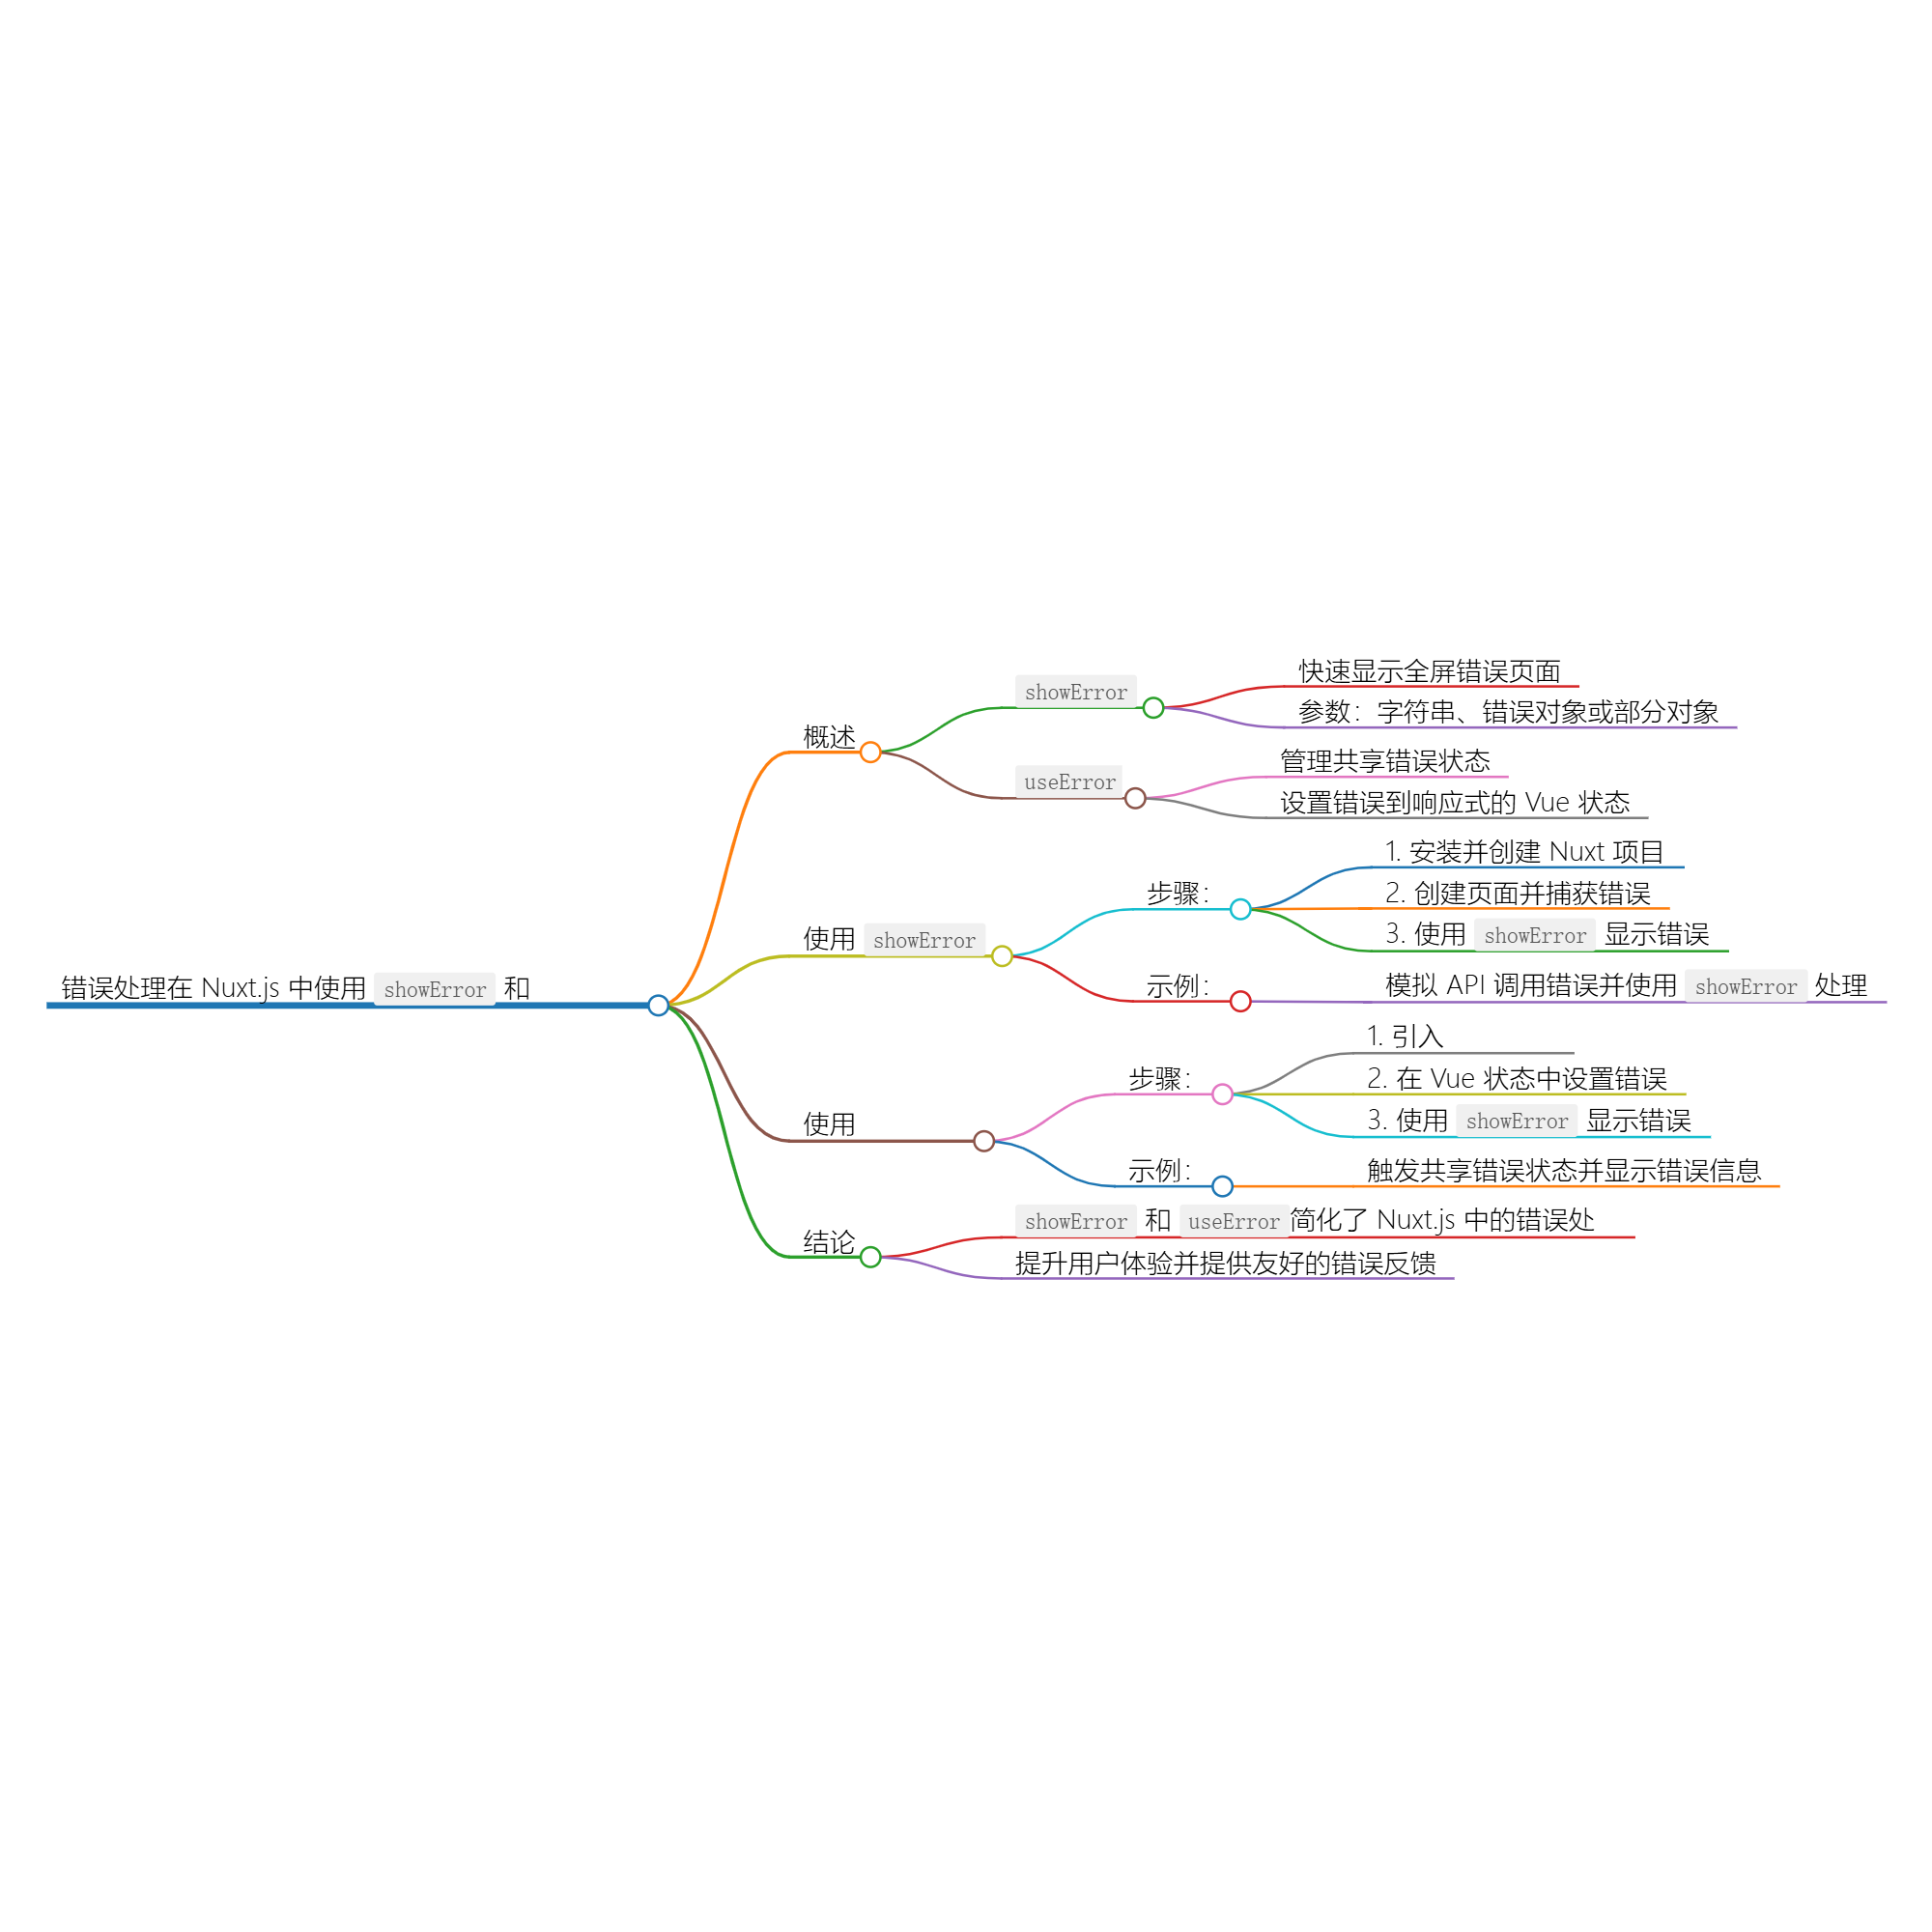 错误处理在 Nuxt.js 中使用 showError 和
概述
showError
快速显示全屏错误页面
参数：字符串、错误对象或部分对象
useError
管理共享错误状态
设置错误到响应式的 Vue 状态
使用 showError
步骤：
1. 安装并创建 Nuxt 项目
2. 创建页面并捕获错误
3. 使用 showError 显示错误
示例：
模拟 API 调用错误并使用 showError 处理
使用
步骤：
1. 引入
2. 在 Vue 状态中设置错误
3. 使用 showError 显示错误
示例：
触发共享错误状态并显示错误信息
结论
showError 和 useError简化了 Nuxt.js 中的错误处
提升用户体验并提供友好的错误反馈